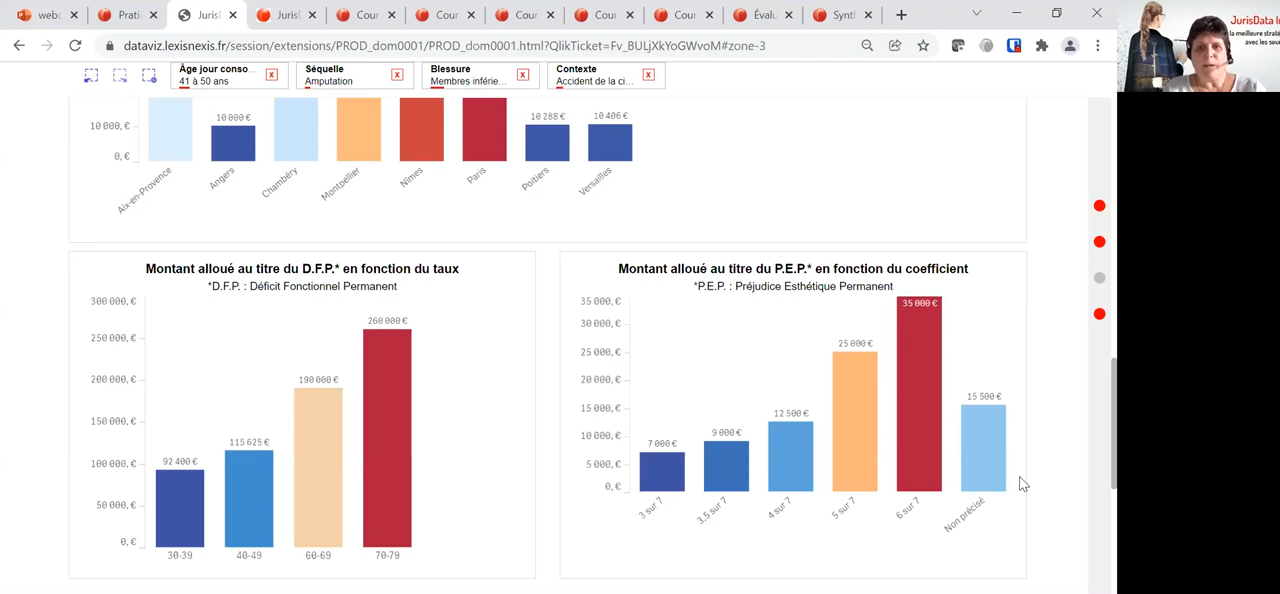 webc
Prati
Jurisl
Jurisl
Cour
Cour
Cour
Cour
Cour
Évalu
Synti
dataviz.lexisnexis.fr/session/extensions/PROD_dom0001/PROD_dom0001.html?QlikTicket=Fv_BULjXkYoGWvoM#zone-3
JurisData In
la meilleure straté
avec les sour
Âge jour conso...
41 à 50 ans
Séquelle
Amputation
Blessure
Membres inférie...
Contexte
Accident de la ci...
10 000, €
0, €
10 000 €
10 288 €
10 406 €
Aix-en-Provence
Angers
Chambéry
Montpellier
Nîmes
Paris
Poitiers
Versailles
Montant alloué au titre du D.F.P.* en fonction du taux
*D.F.P. : Déficit Fonctionnel Permanent
300 000, €
250 000, €
200 000, €
150 000, €
100 000, €
50 000, €
0, €
92 400 €
115 625 €
190 000 €
260 000 €
30-39
40-49
60-69
70-79
Montant alloué au titre du P.E.P.* en fonction du coefficient
*P.E.P. : Préjudice Esthétique Permanent
35 000, €
30 000, €
25 000, €
20 000, €
15 000, €
10 000, €
5 000, €
0, €
7 000 €
9 000 €
12 500 €
25 000 €
35 000 €
15 500 €
3 sur 7
3,5 sur 7
4 sur 7
5 sur 7
6 sur 7
Non précisé